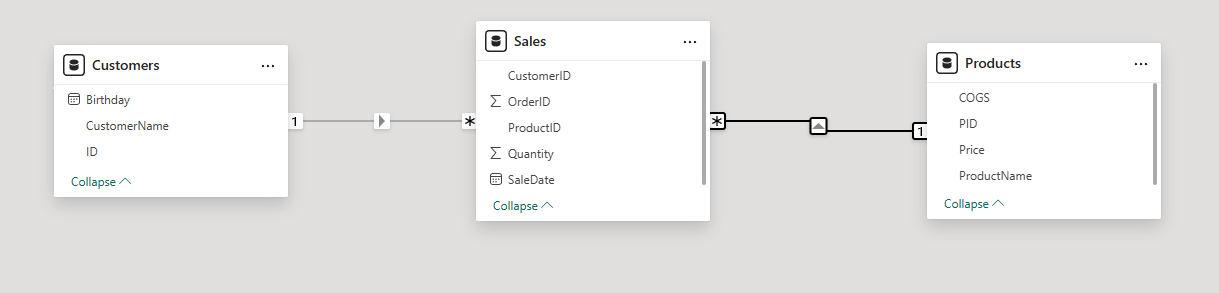 Customers
Birthday
CustomerName
ID
Collapse
1
*
Sales
CustomerID
OrderID
ProductID
Quantity
SaleDate
Collapse
*
1
Products
COGS
PID
Price
ProductName
Collapse